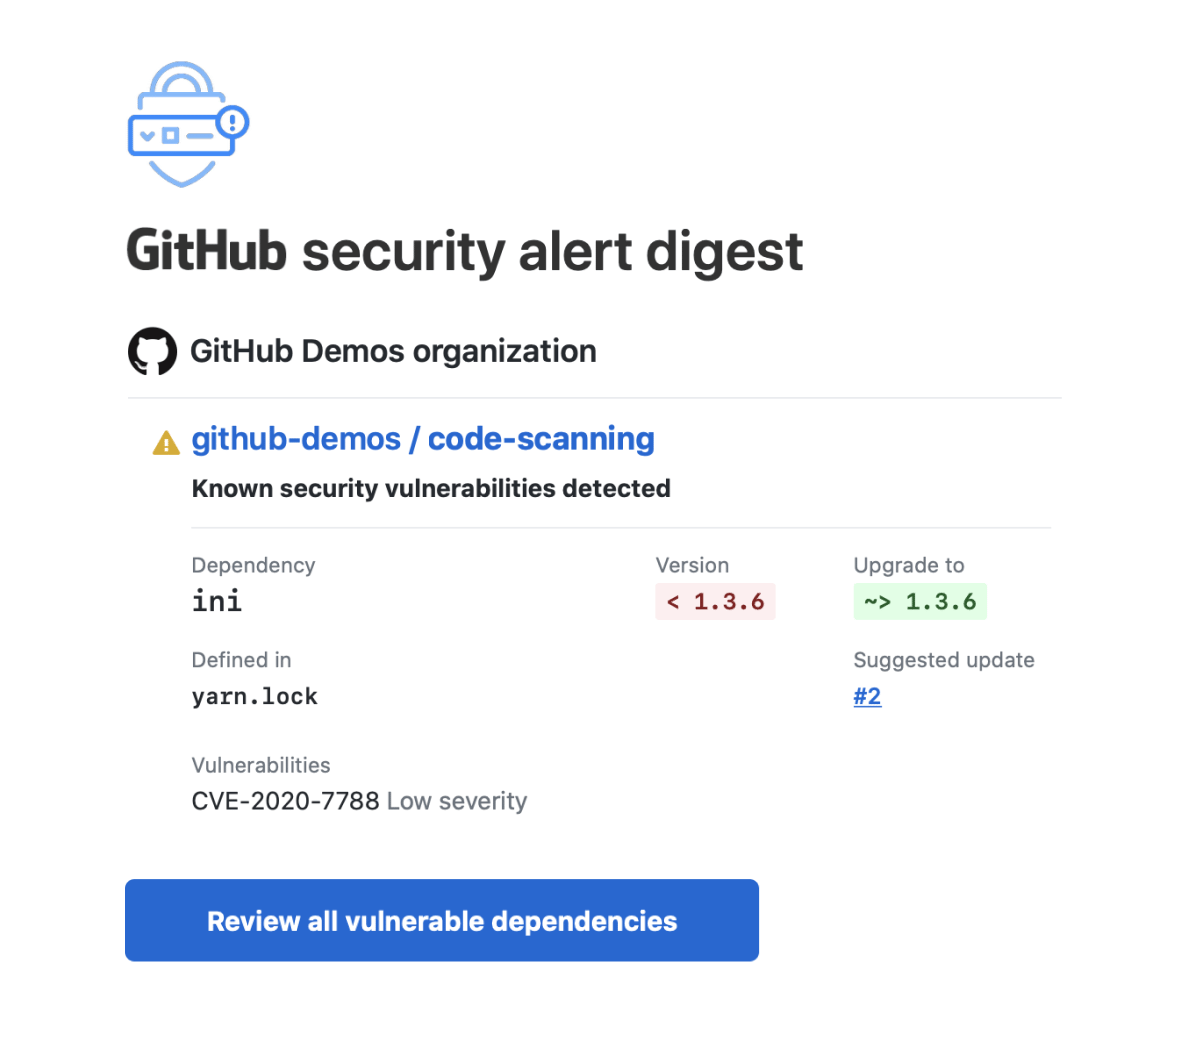 GitHub security alert digest
GitHub Demos organization
github-demos / code-scanning
Known security vulnerabilities detected
Dependency Version Upgrade to
ini < 1.3.6 ~> 1.3.6
Defined in Suggested update
yarn.lock #2
Vulnerabilities
CVE-2020-7788 Low severity
Review all vulnerable dependencies